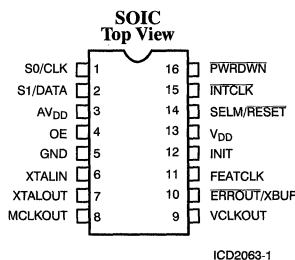 SOIC
Top View
S0/CLK 1 16 PWRDWN
S1/DATA 2 15 INTCLK
AVDD 3 14 SELM/RESET
OE 4 13 VDD
GND 5 12 INIT
XTALIN 6 11 FEATCLK
XTALOUT 7 10 ERROUT/XBUF
MCLKOUT 8 9 VCLKOUT
ICD2063-1